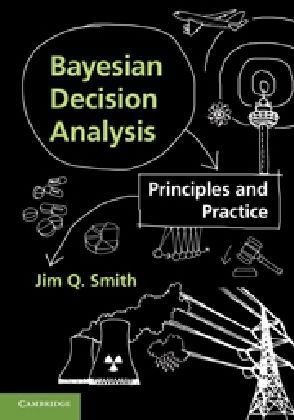 Bayesian
Decision
Analysis
Principles and
Practice
Jim Q. Smith
CAMBRIDGE